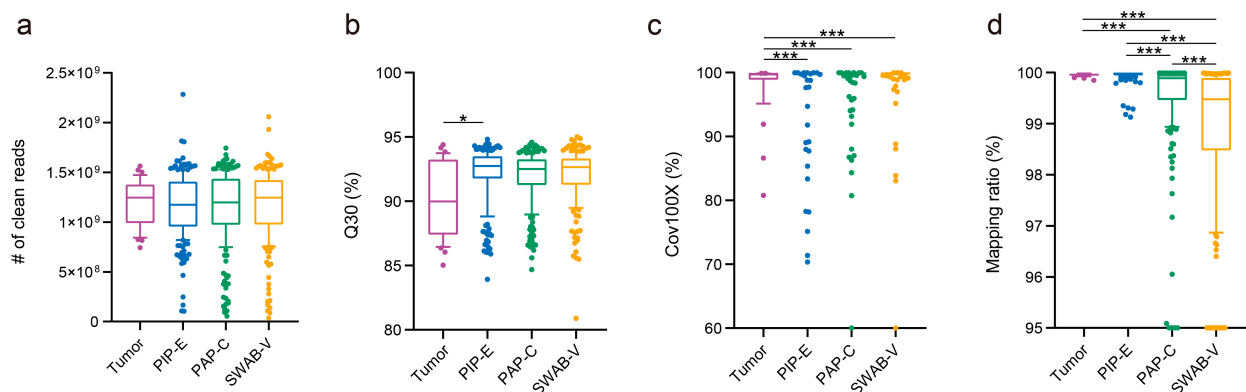 a
# of clean reads
2.5×10⁹
2×10⁹
1.5×10⁹
1×10⁹
5×10⁸
0
Tumor
PIP-E
PAP-C
SWAB-V
b
Q30 (%)
100
95
90
85
80
*
Tumor
PIP-E
PAP-C
SWAB-V
c
Cov100X (%)
100
90
80
70
60
***
***
***
Tumor
PIP-E
PAP-C
SWAB-V
d
Mapping ratio (%)
100
99
98
97
96
95
***
***
***
***
***
Tumor
PIP-E
PAP-C
SWAB-V